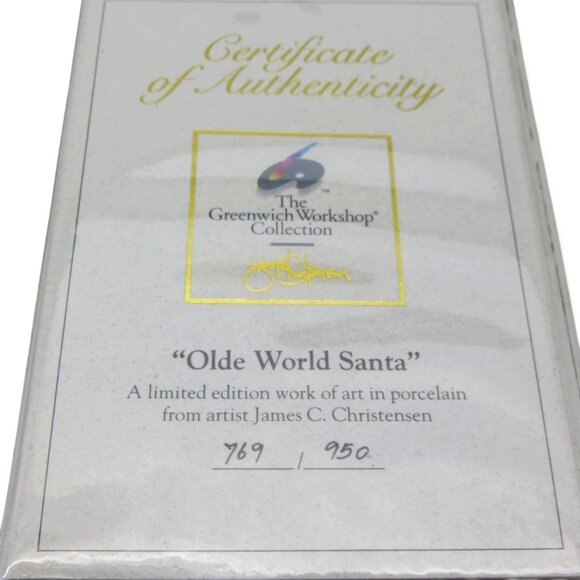 Certificate
of Authenticity
™
The
Greenwich Workshop®
Collection
"Olde World Santa"
A limited edition work of art in porcelain
from artist James C. Christensen
769 / 950